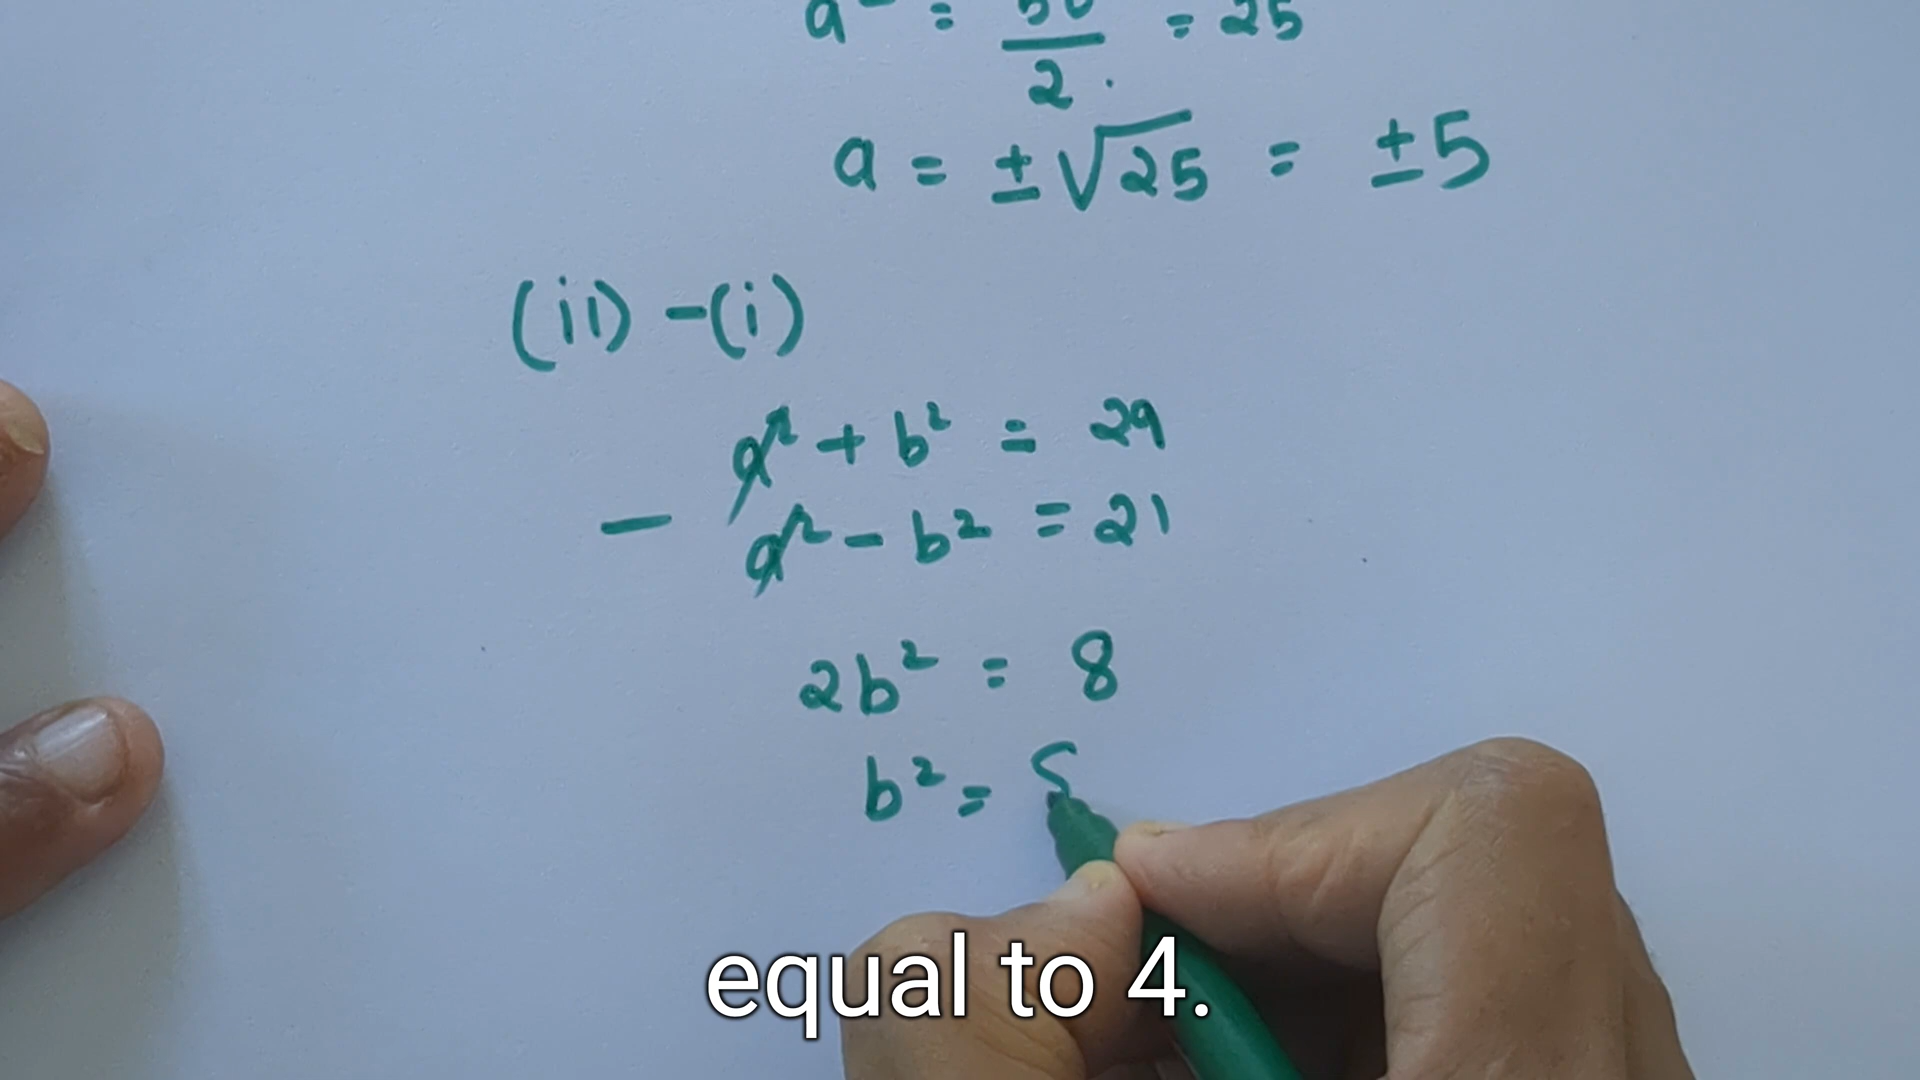 a² = 50/2 = 25
a = ±√25 = ±5
(ii) - (i)
a² + b² = 29
- a² - b² = 21
2b² = 8
b² =
equal to 4.